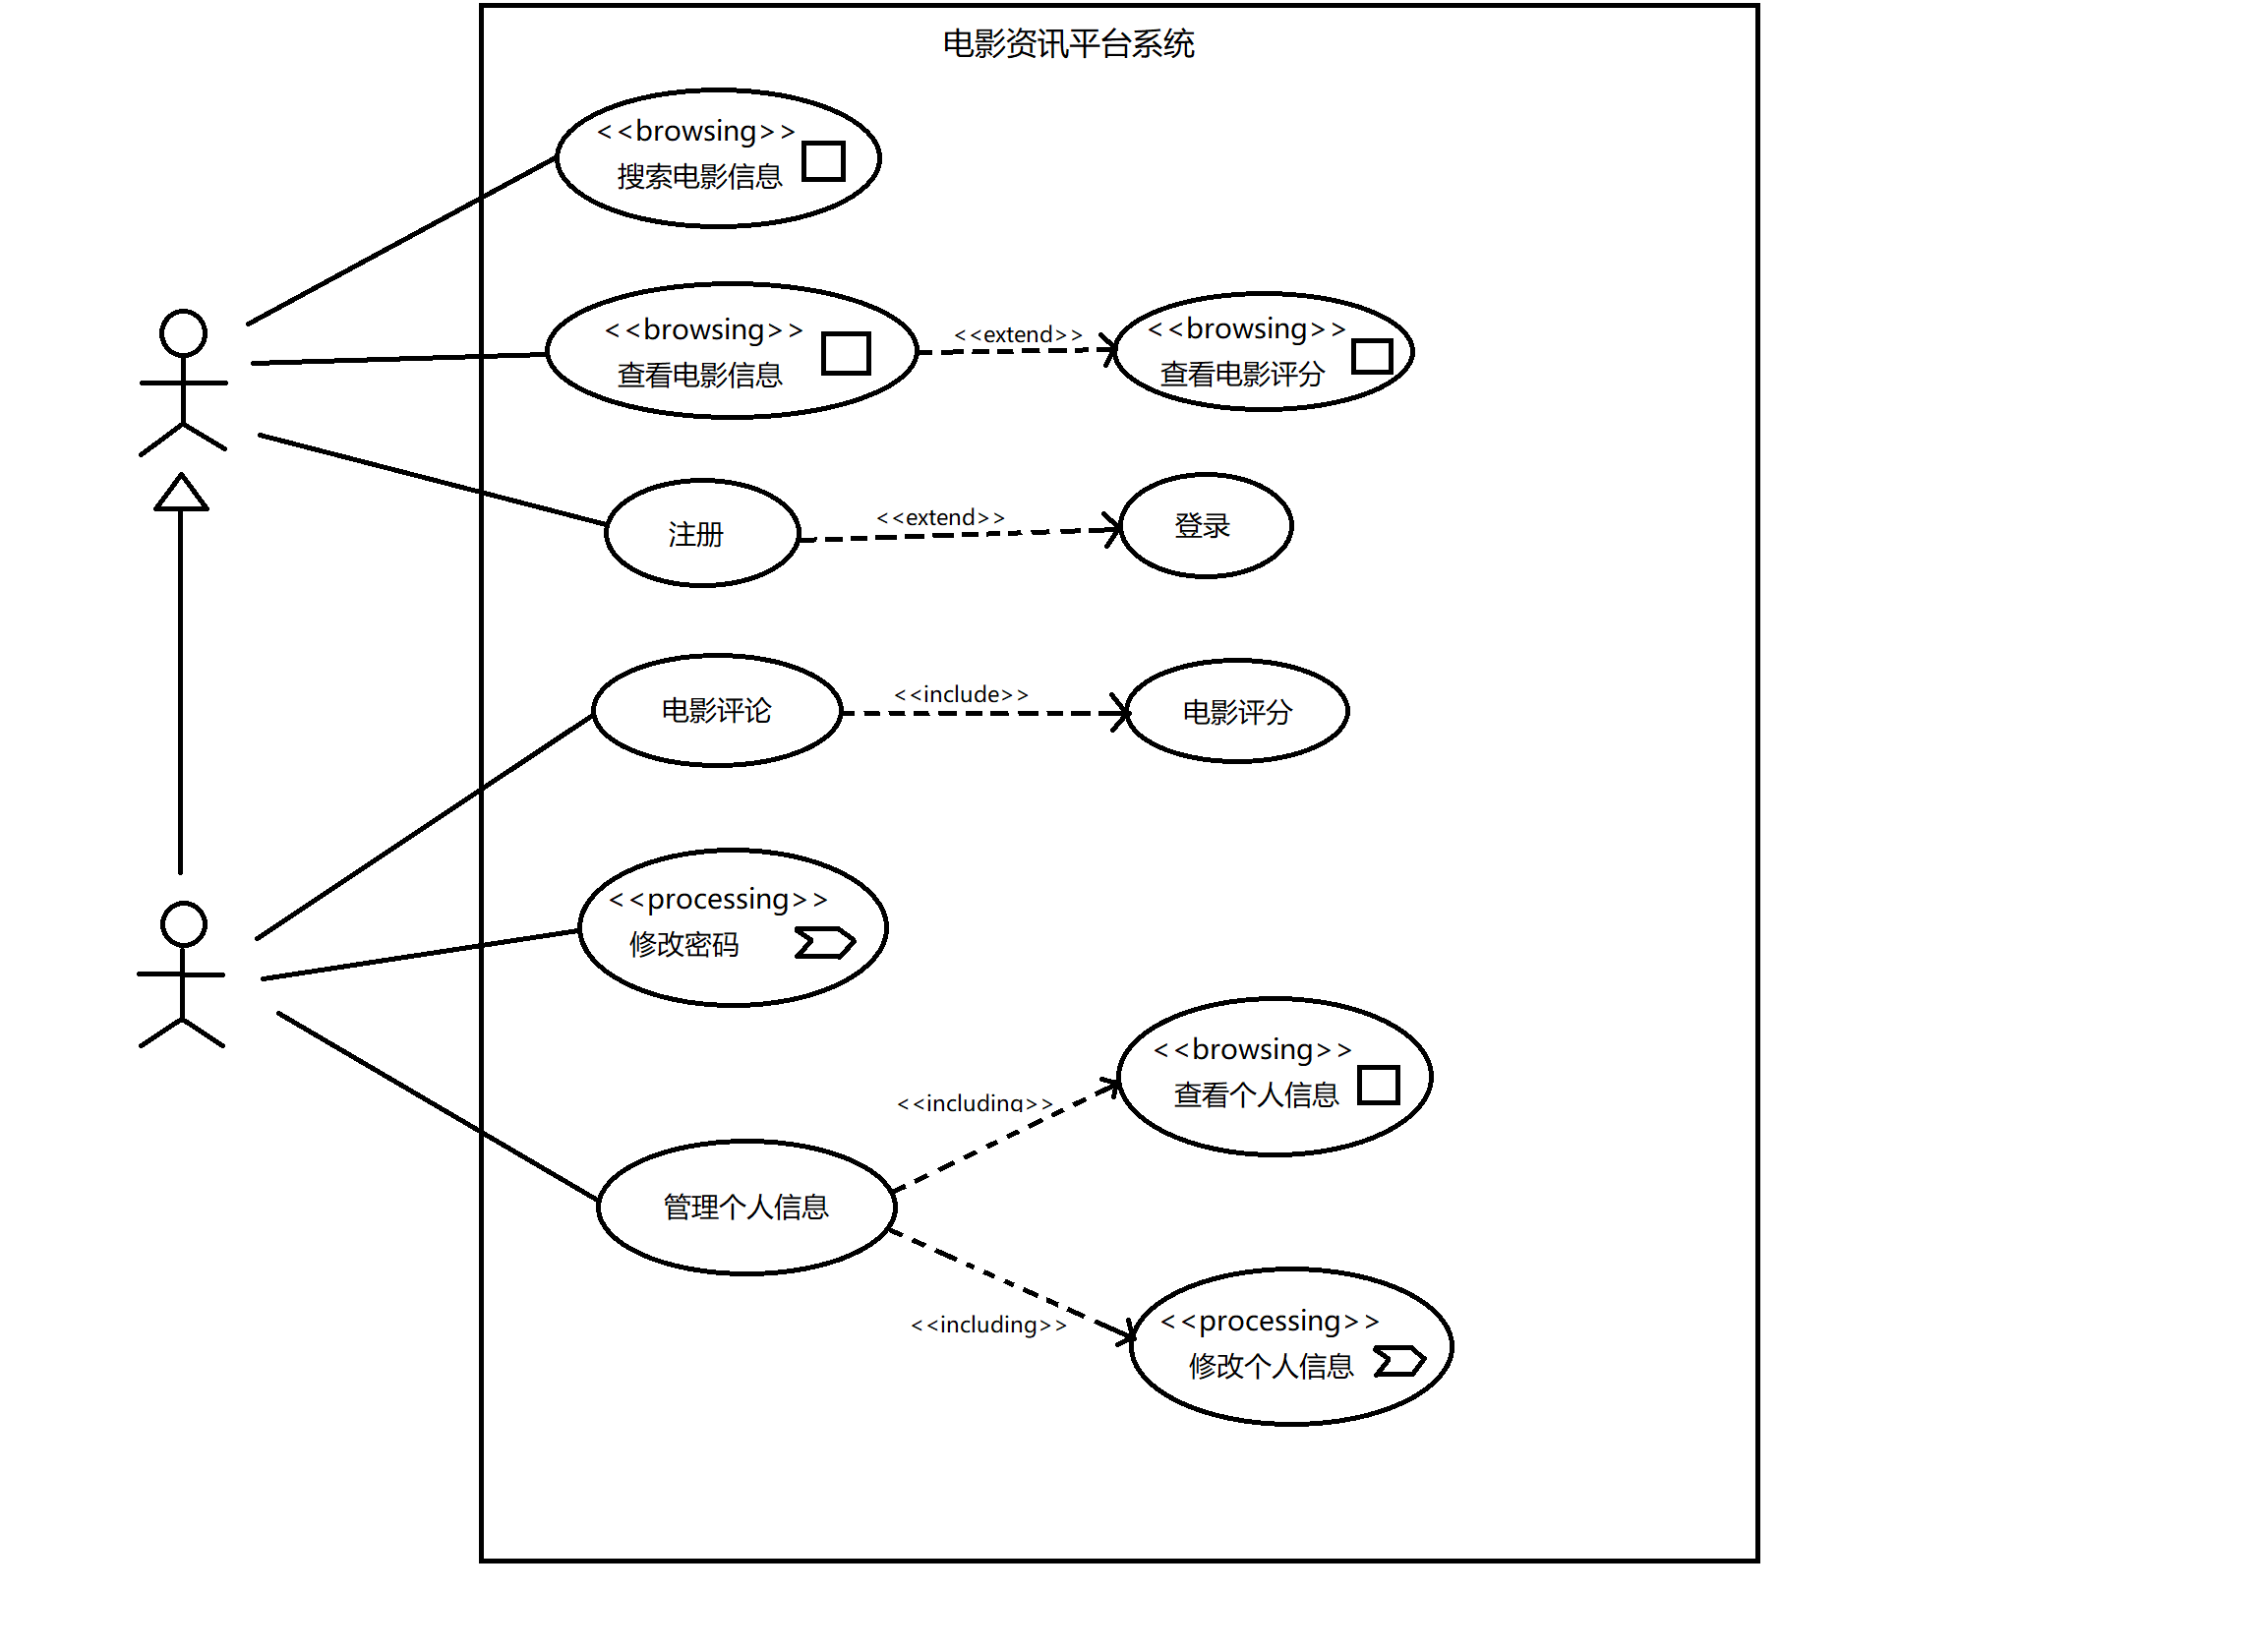 电影资讯平台系统
<<browsing>>
搜索电影信息
<<browsing>>
查看电影信息
<<extend>>
<<browsing>>
查看电影评分
注册
<<extend>>
登录
电影评论
<<include>>
电影评分
<<processing>>
修改密码
<<browsing>>
查看个人信息
<<including>>
管理个人信息
<<including>>
<<processing>>
修改个人信息